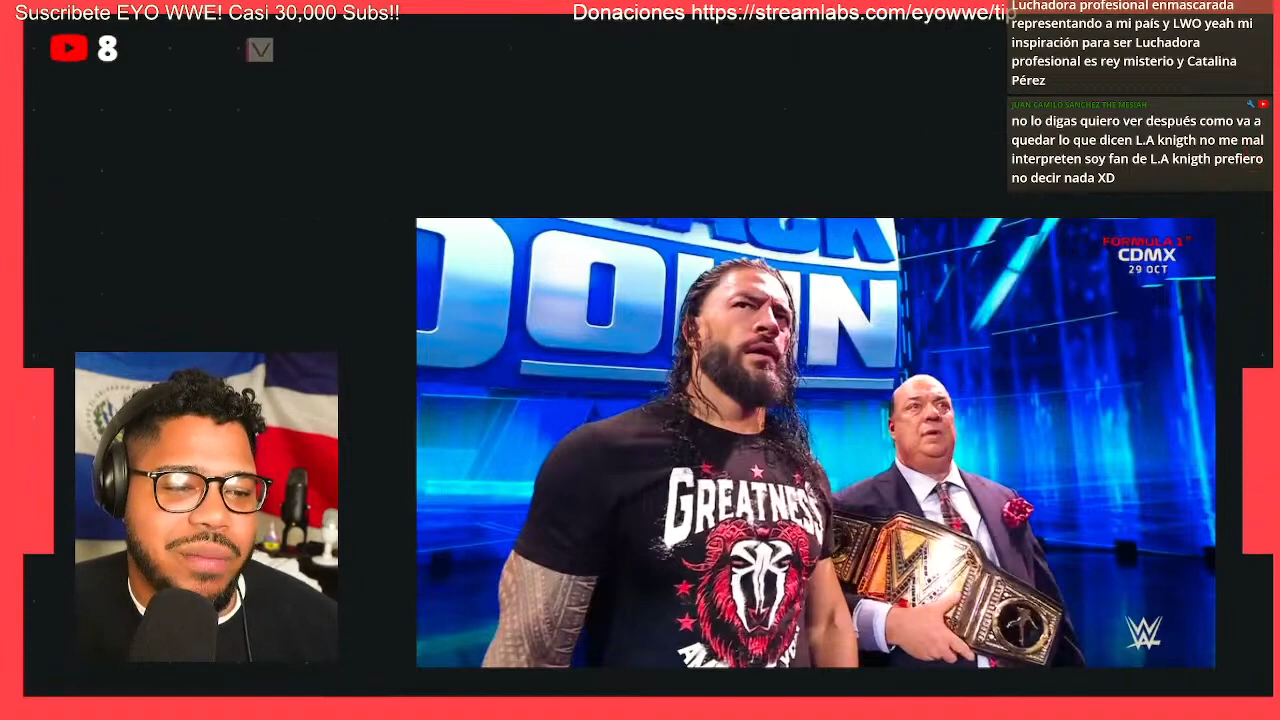 Suscribete EYO WWE! Casi 30,000 Subs!!
Donaciones https://streamlabs.com/eyowwe/tip
8
Luchadora profesional enmascarada
representando a mi país y LWO yeah mi
inspiración para ser Luchadora
profesional es rey misterio y Catalina
Pérez
JUAN CAMILO SANCHEZ THE MESIAH
no lo digas quiero ver después como va a
quedar lo que dicen L.A knigth no me mal
interpreten soy fan de L.A knigth prefiero
no decir nada XD
FORMULA 1
CDMX
29 OCT
GREATNESS